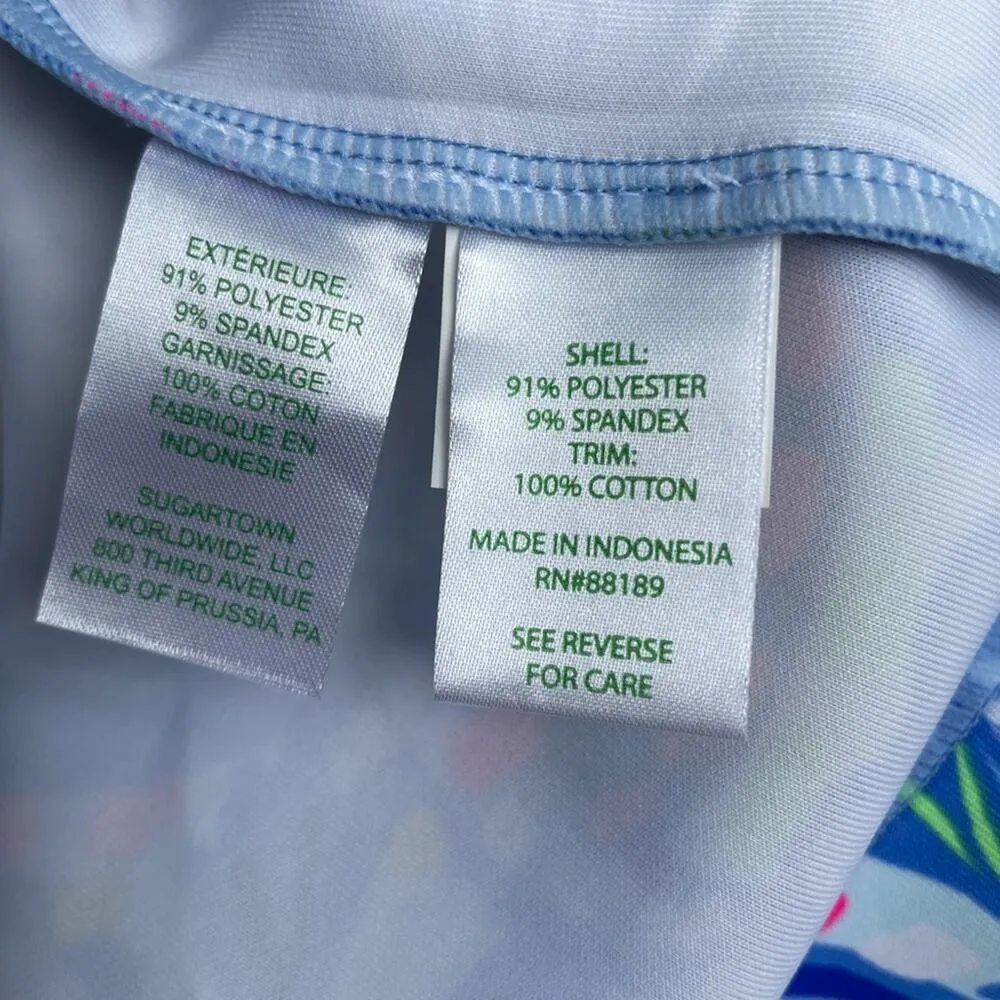 EXTÉRIEURE:
91% POLYESTER
9% SPANDEX
GARNISSAGE:
100% COTON
FABRIQUE EN
INDONESIE
SUGARTOWN
WORLDWIDE, LLC
800 THIRD AVENUE
KING OF PRUSSIA, PA
SHELL:
91% POLYESTER
9% SPANDEX
TRIM:
100% COTTON
MADE IN INDONESIA
RN#88189
SEE REVERSE
FOR CARE